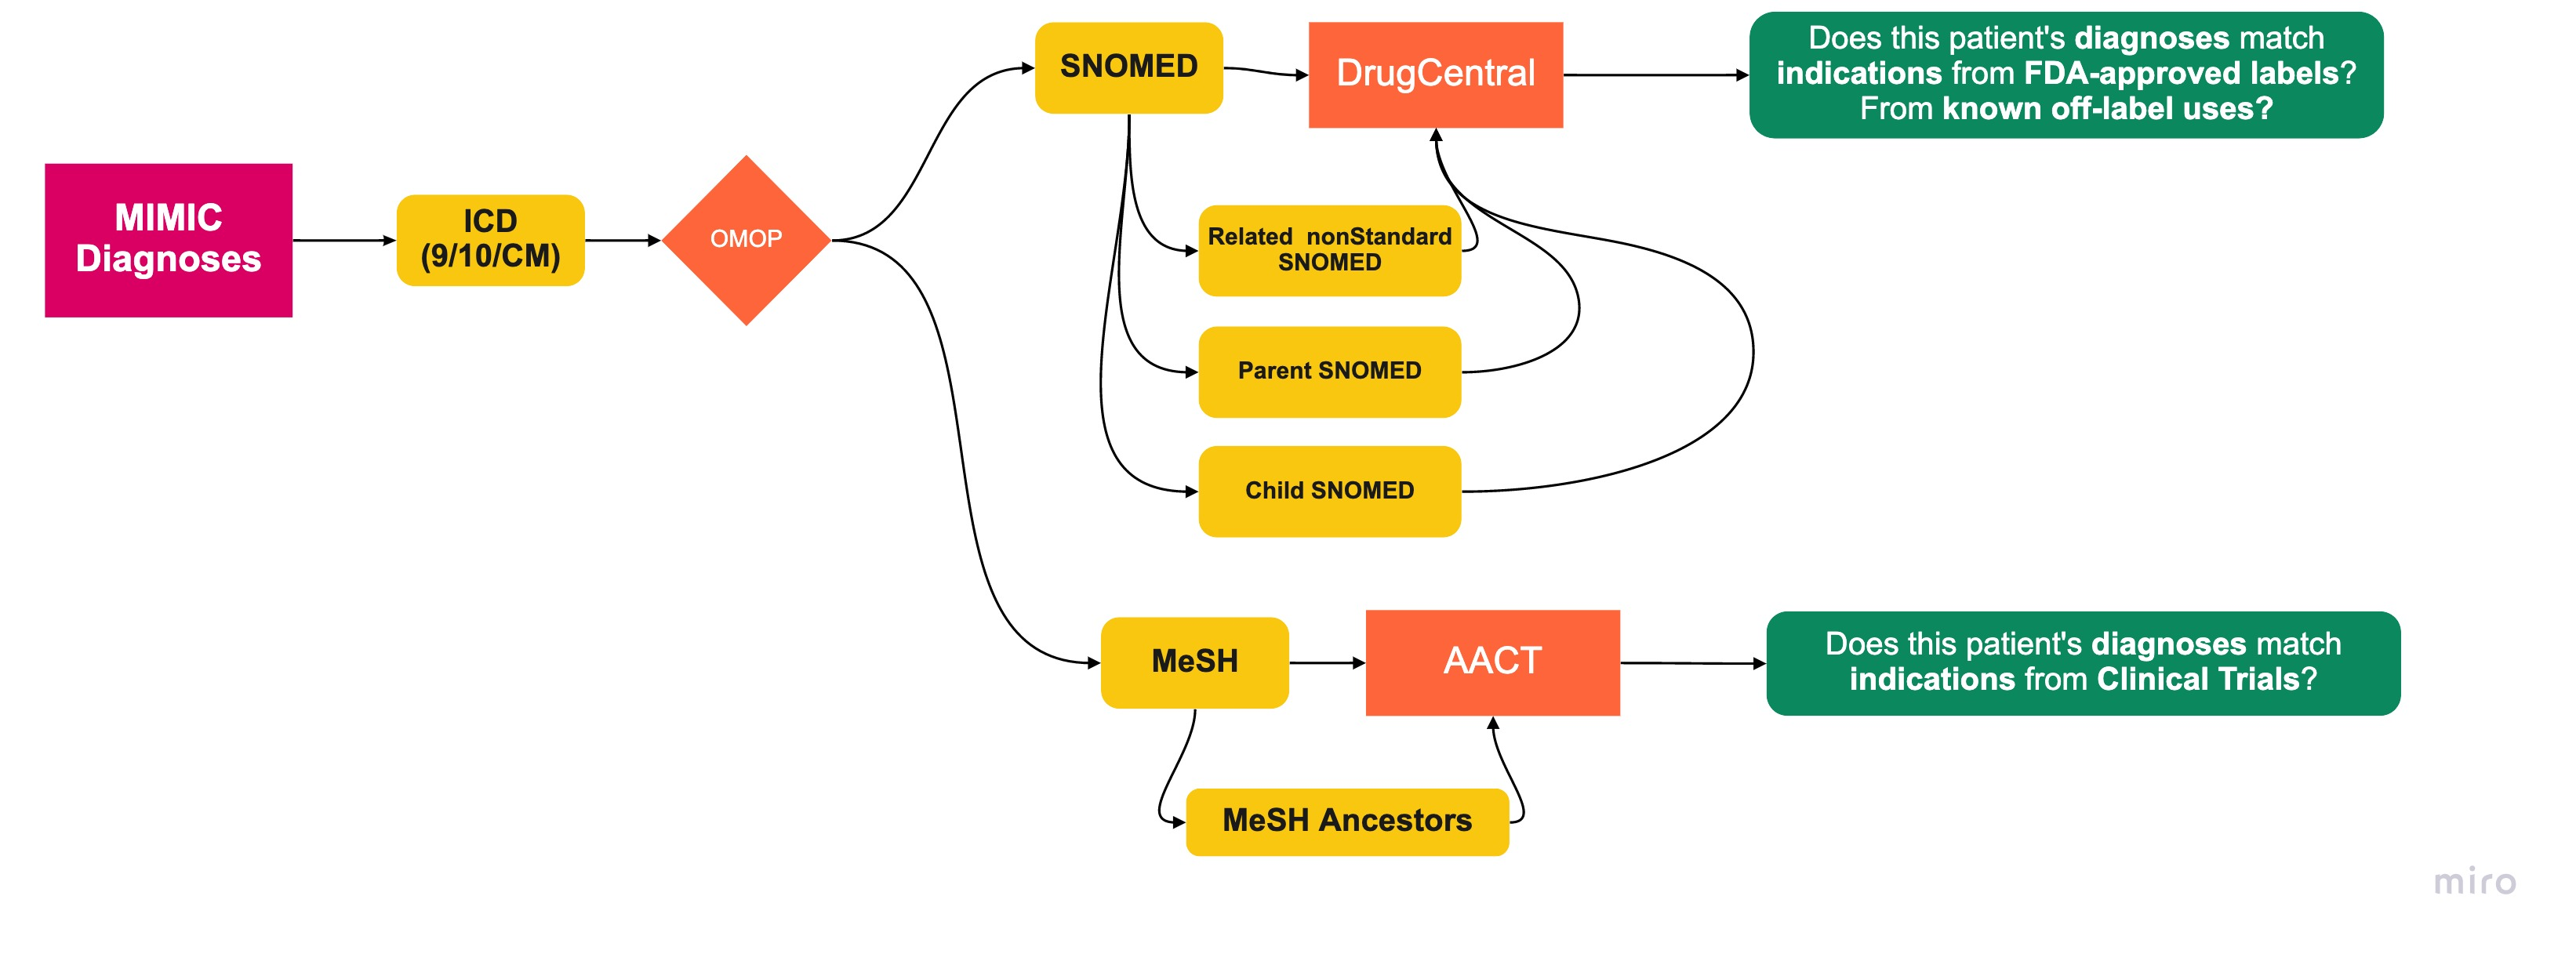 MIMIC
Diagnoses
ICD
(9/10/CM)
OMOP
SNOMED
DrugCentral
Does this patient's diagnoses match
indications from FDA-approved labels?
From known off-label uses?
Related nonStandard
SNOMED
Parent SNOMED
Child SNOMED
MeSH
AACT
Does this patient's diagnoses match
indications from Clinical Trials?
MeSH Ancestors
miro